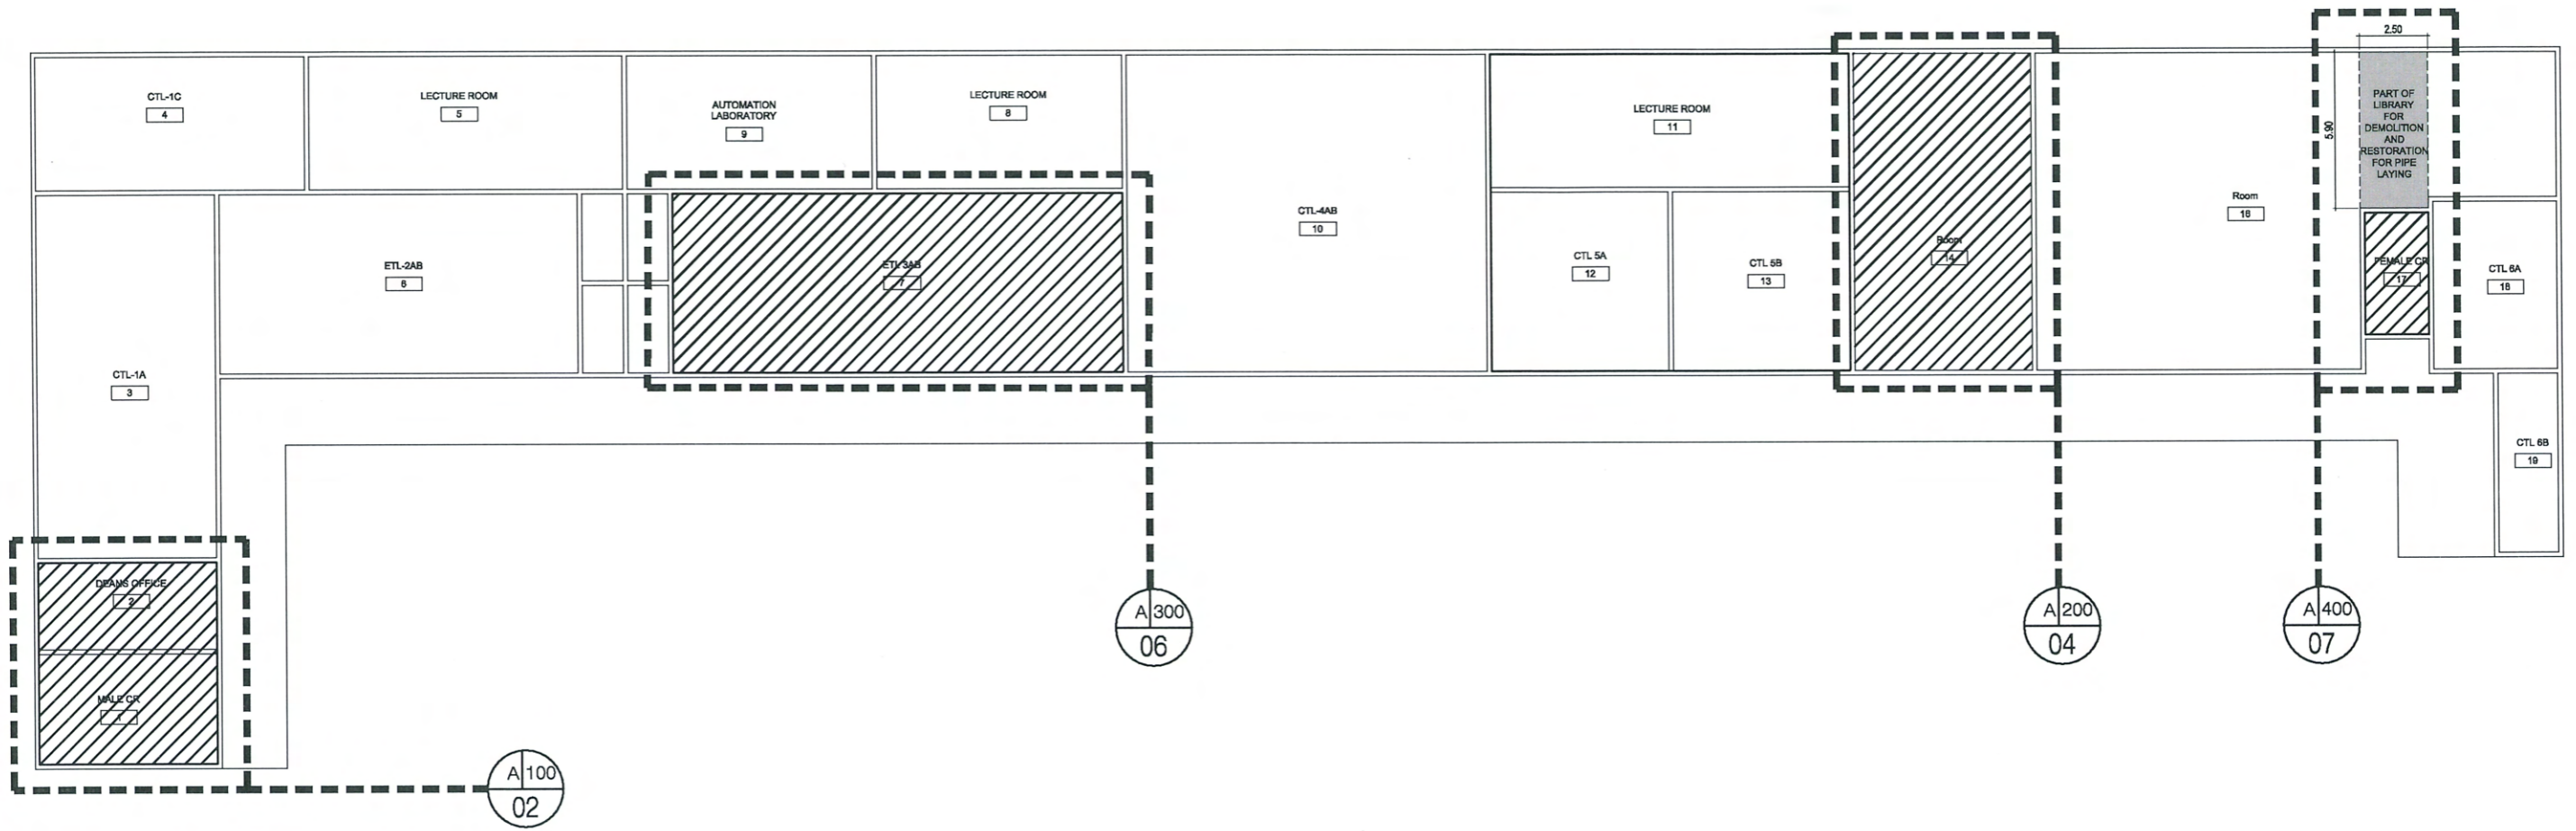 CTL-1C
4
LECTURE ROOM
5
AUTOMATION
LABORATORY
9
LECTURE ROOM
8
CTL-1A
3
ETL-2AB
6
ETL 3AB
7
CTL-4AB
10
LECTURE ROOM
11
CTL 5A
12
CTL 5B
13
Room
14
Room
16
2.50
5.90
PART OF
LIBRARY
FOR
DEMOLITION
AND
RESTORATION
FOR PIPE
LAYING
FEMALE CR
17
CTL 6A
18
CTL 6B
19
DEANS OFFICE
2
MALE CR
1
A 300
06
A 200
04
A 400
07
A 100
02